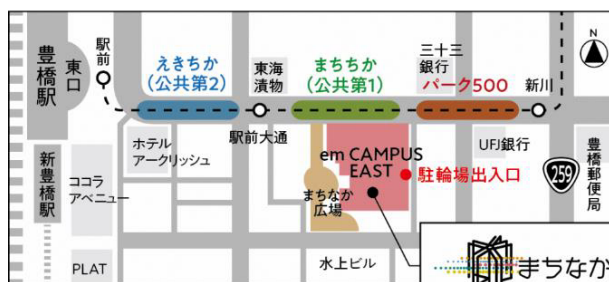 豊橋駅
東口
駅前
えきちか
(公共第2)
東海
漬物
まちちか
(公共第1)
三十三
銀行
パーク500
新川
N
駅前大通
ホテル
アークリッシュ
em CAMPUS
EAST
UFJ銀行
259
豊橋
郵便局
新豊橋駅
ココラ
アベニュー
まちなか
広場
駐輪場出入口
PLAT
水上ビル
まちなか